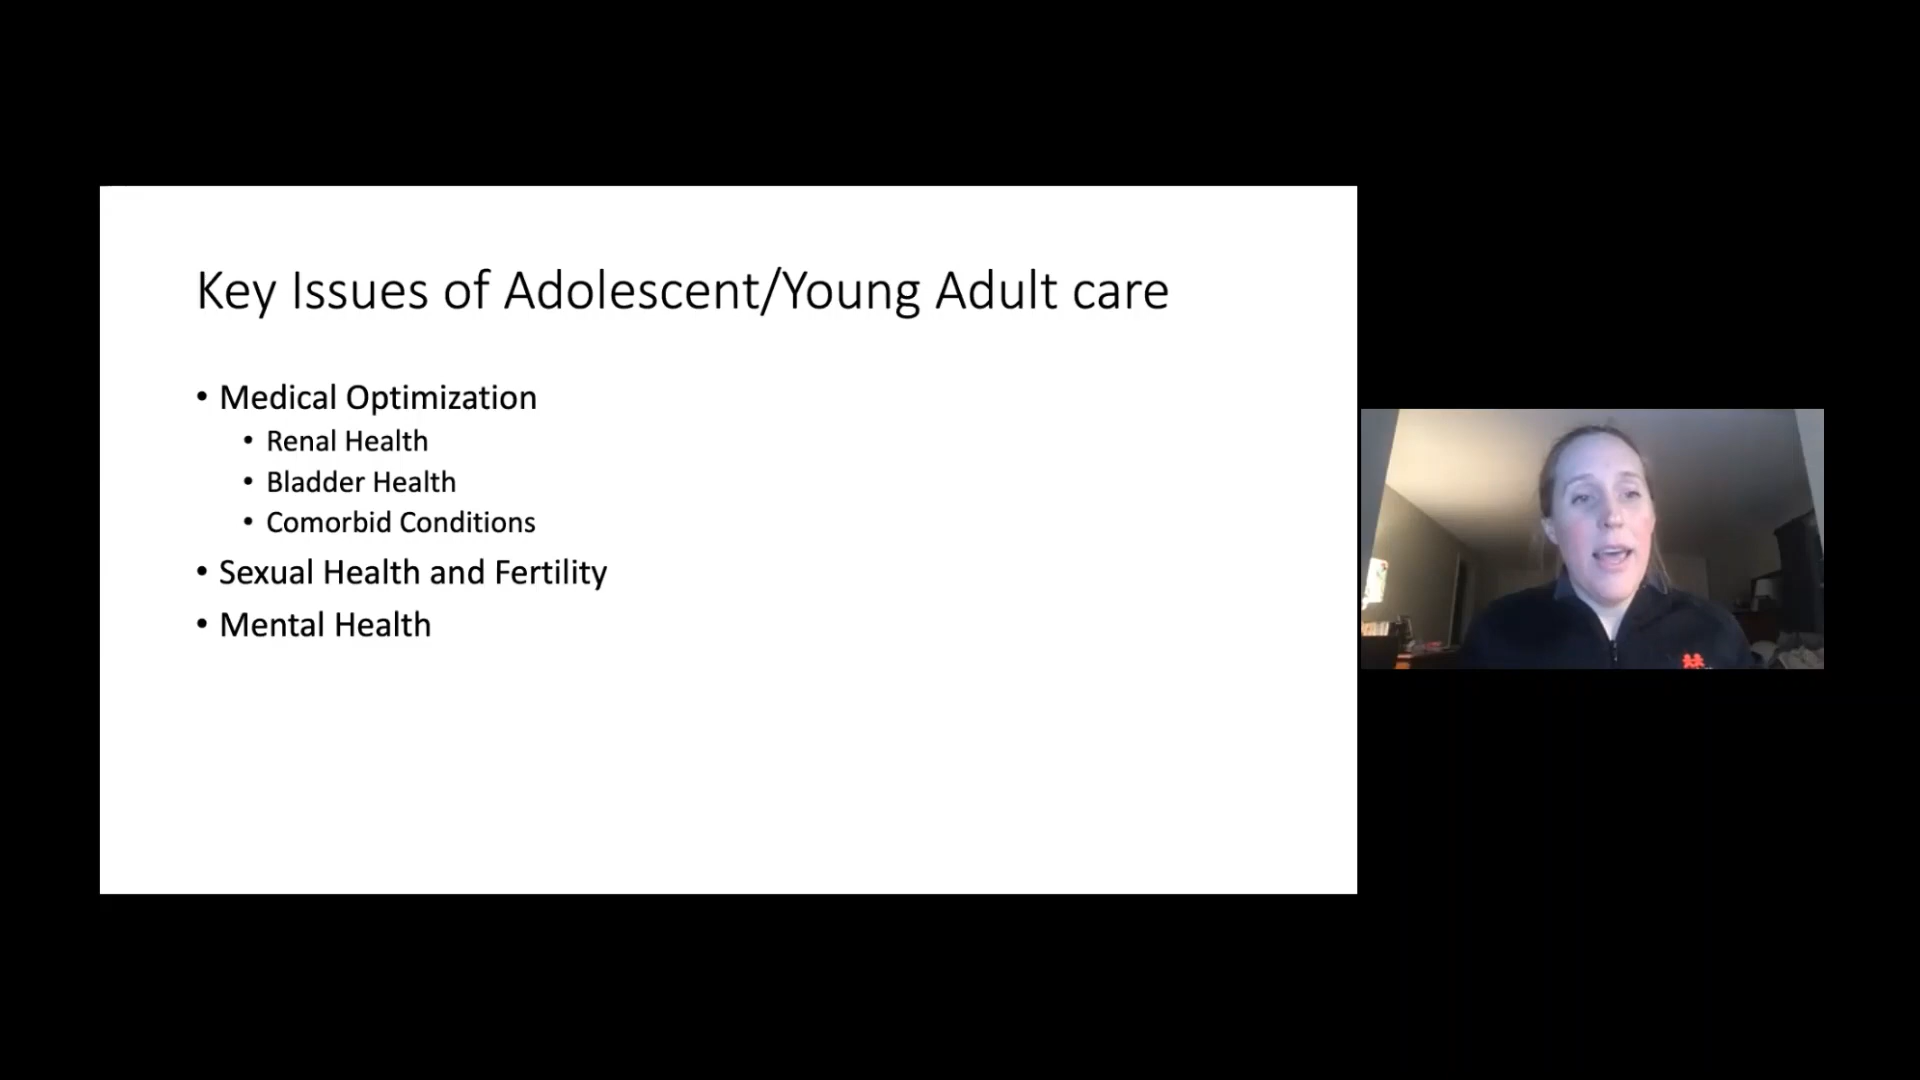 Key Issues of Adolescent/Young Adult care
• Medical Optimization
• Renal Health
• Bladder Health
• Comorbid Conditions
• Sexual Health and Fertility
• Mental Health